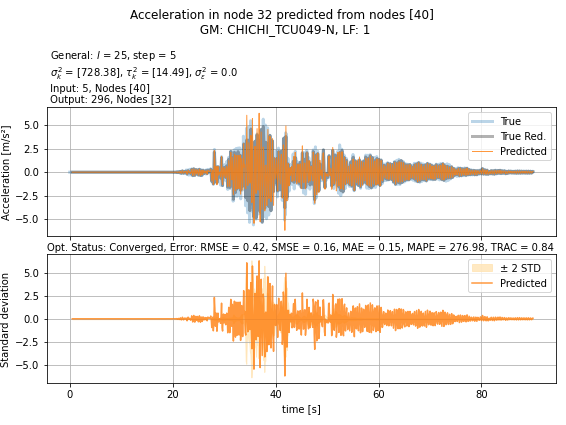 Acceleration in node 32 predicted from nodes [40]
GM: CHICHI_TCU049-N, LF: 1
General: l = 25, step = 5
σ²ₖ = [728.38], τ²ₖ = [14.49], σ²ε = 0.0
Input: 5, Nodes [40]
Output: 296, Nodes [32]
Acceleration [m/s²]
5.0
2.5
0.0
−2.5
−5.0
True
True Red.
Predicted
Opt. Status: Converged, Error: RMSE = 0.42, SMSE = 0.16, MAE = 0.15, MAPE = 276.98, TRAC = 0.84
Standard deviation
5.0
2.5
0.0
−2.5
−5.0
± 2 STD
Predicted
0 20 40 60 80
time [s]